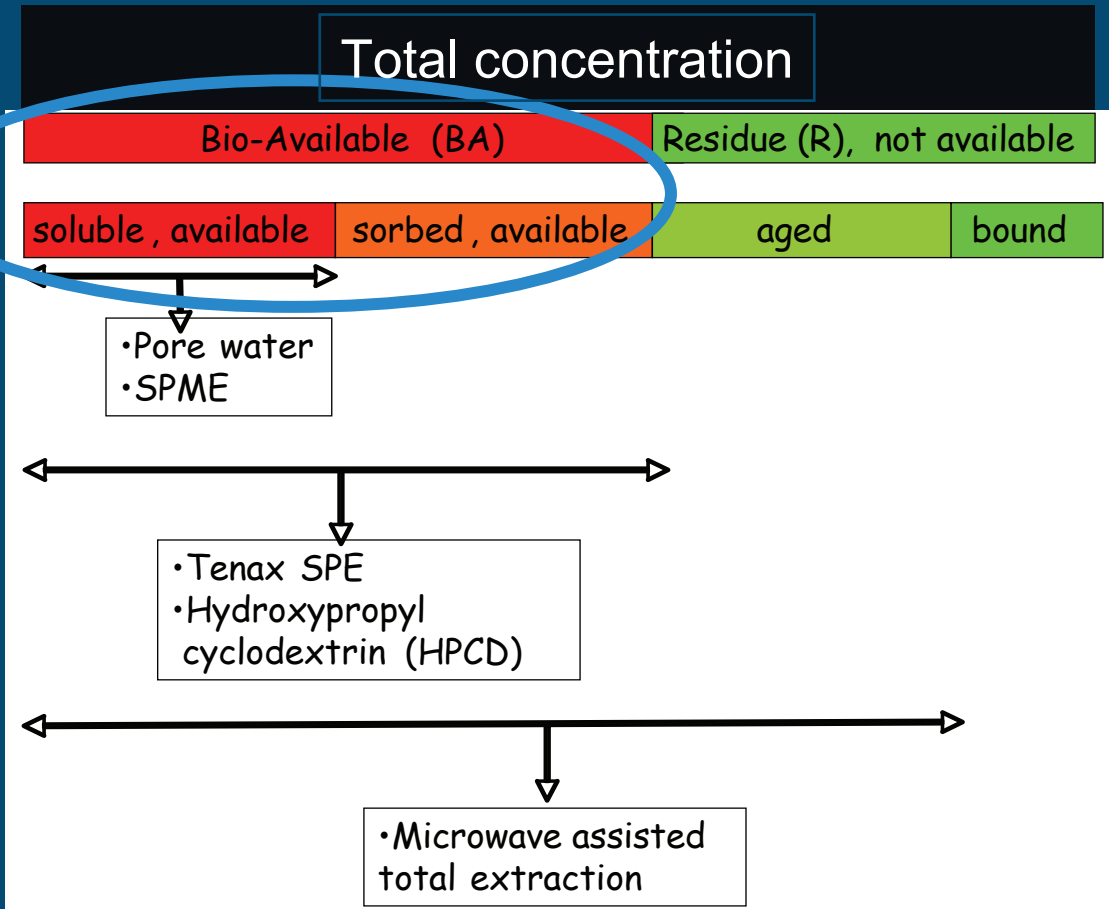 Total concentration
Bio-Available (BA)
Residue (R), not available
soluble , available
sorbed , available
aged
bound
•Pore water
•SPME
•Tenax SPE
•Hydroxypropyl
cyclodextrin (HPCD)
•Microwave assisted
total extraction